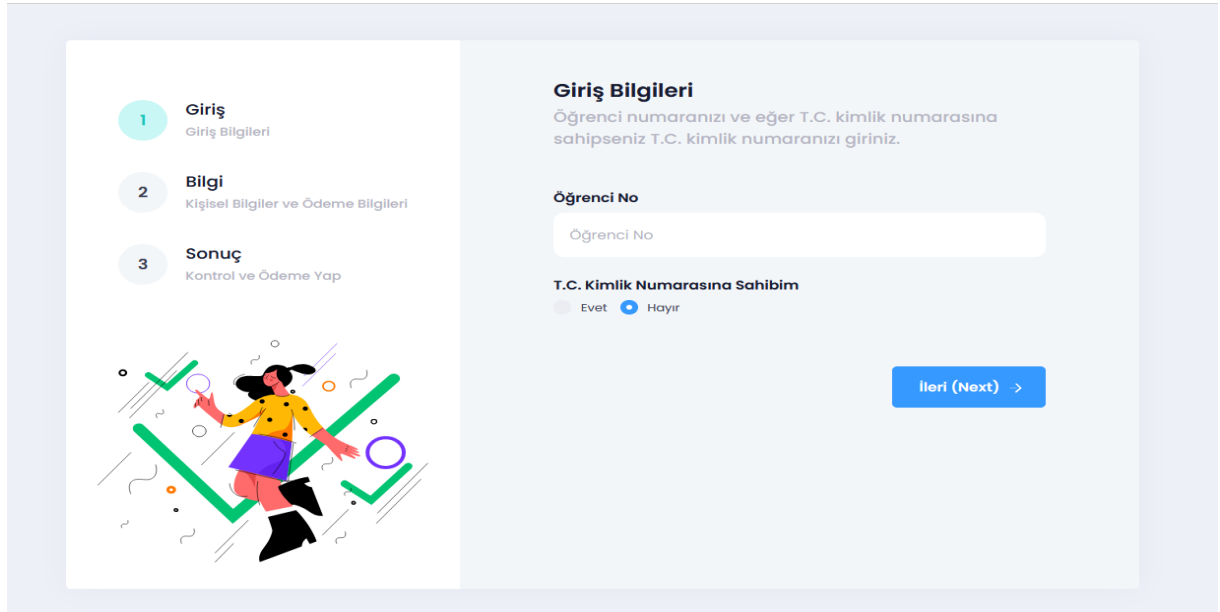 1
Giriş
Giriş Bilgileri
2
Bilgi
Kişisel Bilgiler ve Ödeme Bilgileri
3
Sonuç
Kontrol ve Ödeme Yap
Giriş Bilgileri
Öğrenci numaranızı ve eğer T.C. kimlik numarasına
sahipseniz T.C. kimlik numaranızı giriniz.
Öğrenci No
Öğrenci No
T.C. Kimlik Numarasına Sahibim
Evet Hayır
İleri (Next) →